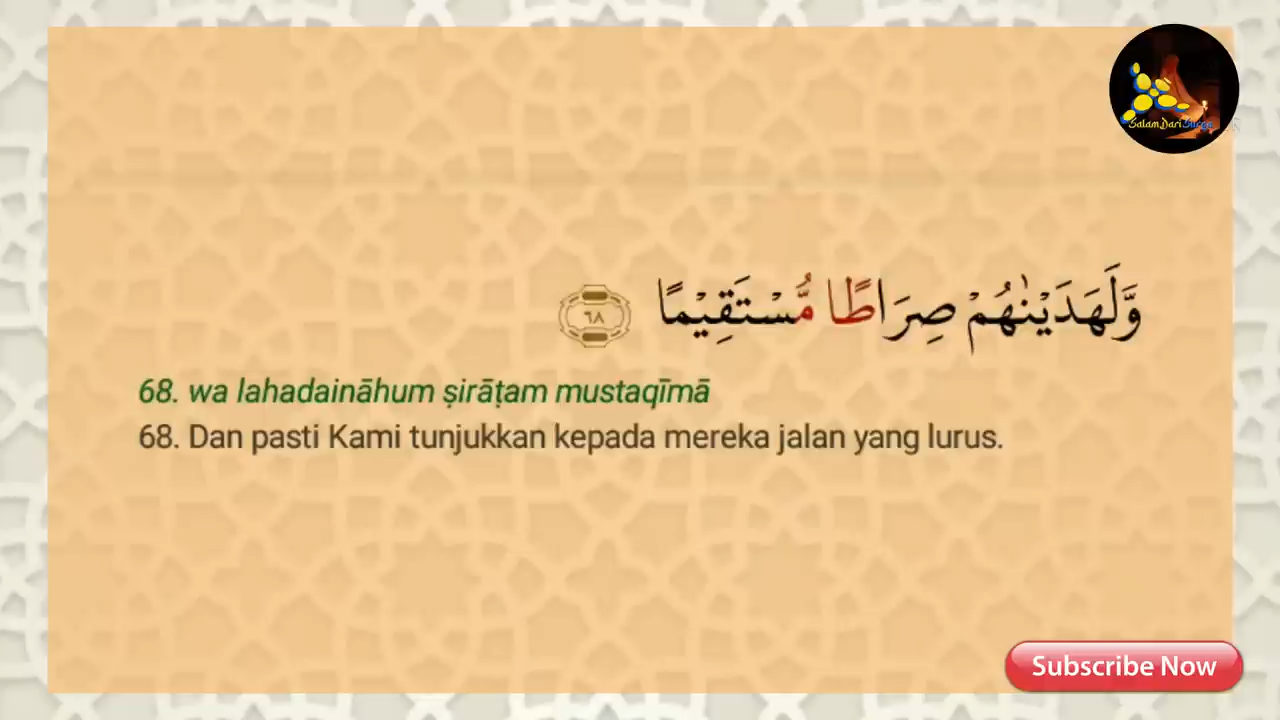 SalamDariSurga
وَّلَهَدَيْنٰهُمْ صِرَاطًا مُّسْتَقِيْمًا ٦٨
68. wa lahadaināhum ṣirāṭam mustaqīmā
68. Dan pasti Kami tunjukkan kepada mereka jalan yang lurus.
Subscribe Now